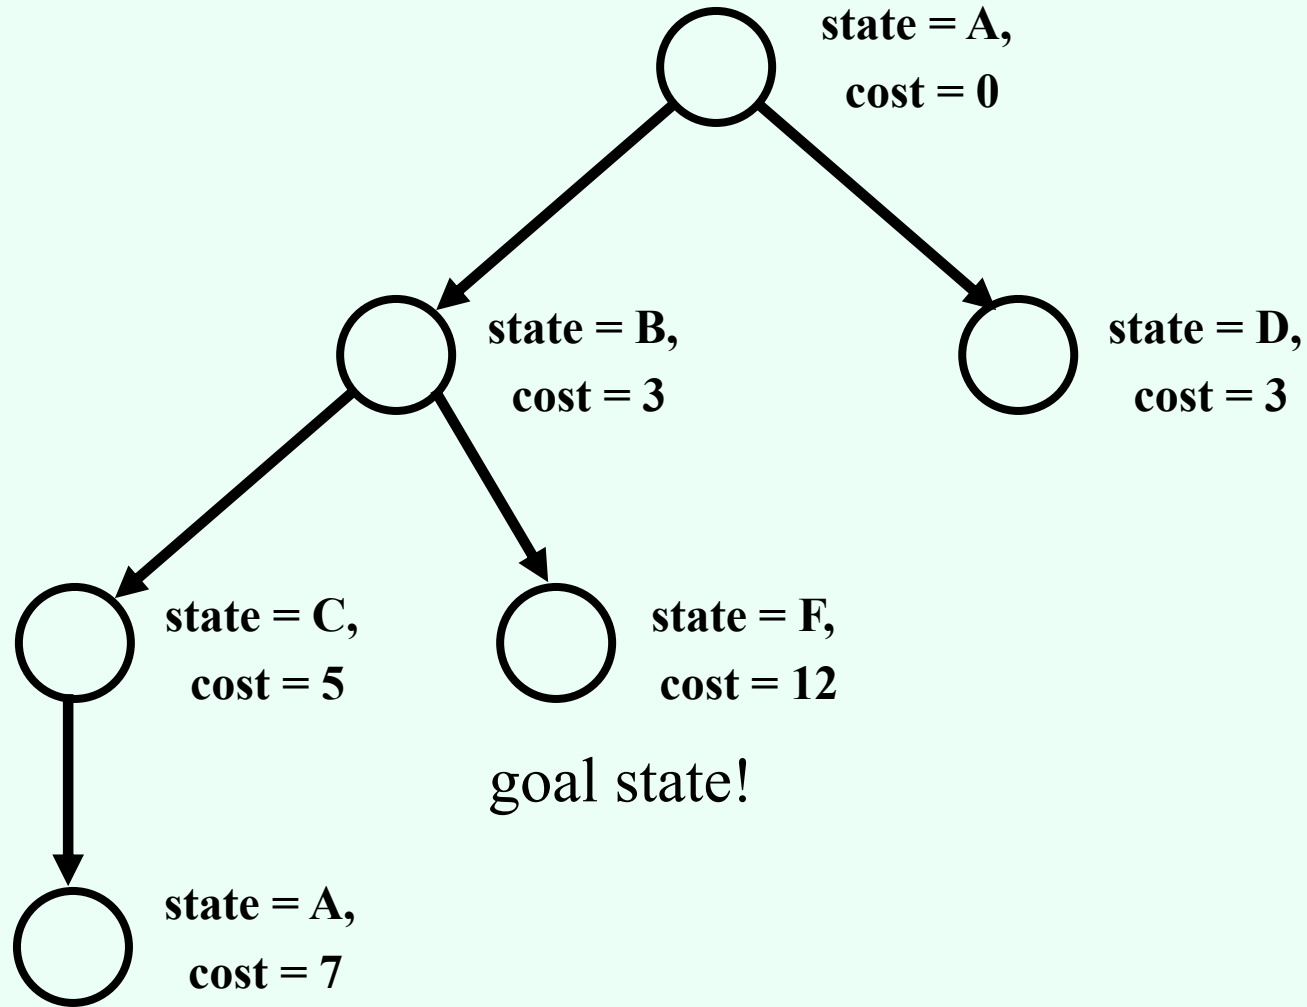 state = A,
cost = 0
state = B,
cost = 3
state = D,
cost = 3
state = C,
cost = 5
state = F,
cost = 12
goal state!
state = A,
cost = 7